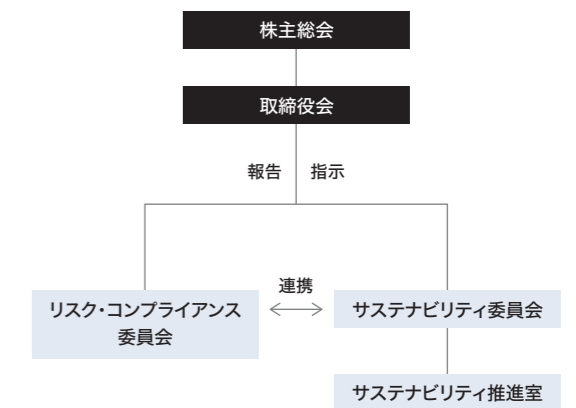 株主総会
取締役会
報告
指示
連携
リスク・コンプライアンス
委員会
サステナビリティ委員会
サステナビリティ推進室